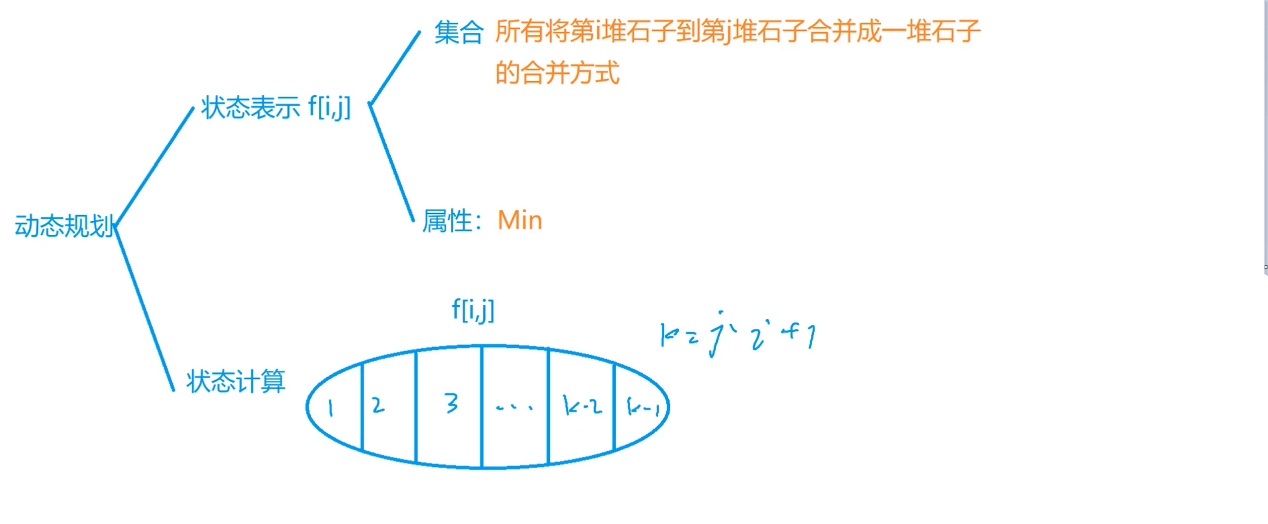 集合 所有将第i堆石子到第j堆石子合并成一堆石子
的合并方式
状态表示 f[i,j]
动态规划
属性：Min
f[i,j]
k = j - i + 1
状态计算
1 2 3 ... k-2 k-1